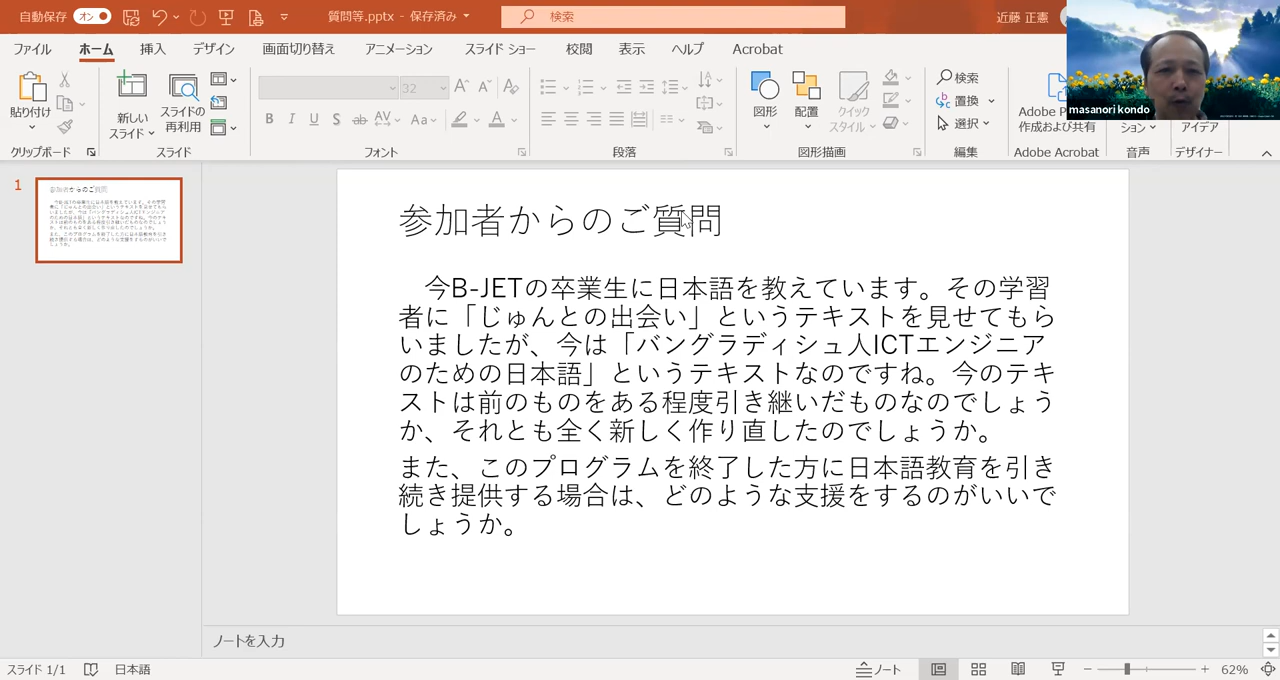 自動保存 オン 質問等.pptx - 保存済み 検索 近藤 正憲
ファイル ホーム 挿入 デザイン 画面切り替え アニメーション スライド ショー 校閲 表示 ヘルプ Acrobat
masanori kondo
貼り付け 新しい スライドの 図形 配置 クイック 検索
スライド 再利用 スタイル 置換
選択 Adobe P
作成および共有 ション アイデア
クリップボード スライド フォント 段落 図形描画 編集 Adobe Acrobat 音声 デザイナー
32
B I U S ab AV Aa A
1
参加者からのご質問
今B-JETの卒業生に日本語を教えています。その学習
者に「じゅんとの出会い」というテキストを見せてもら
いましたが、今は「バングラディシュ人ICTエンジニア
のための日本語」というテキストなのですね。今のテキ
ストは前のものをある程度引き継いだものなのでしょう
か、それとも全く新しく作り直したのでしょうか。
また、このプログラムを終了した方に日本語教育を引き
続き提供する場合は、どのような支援をするのがいいで
しょうか。
ノートを入力
スライド 1/1 日本語 ノート 62%